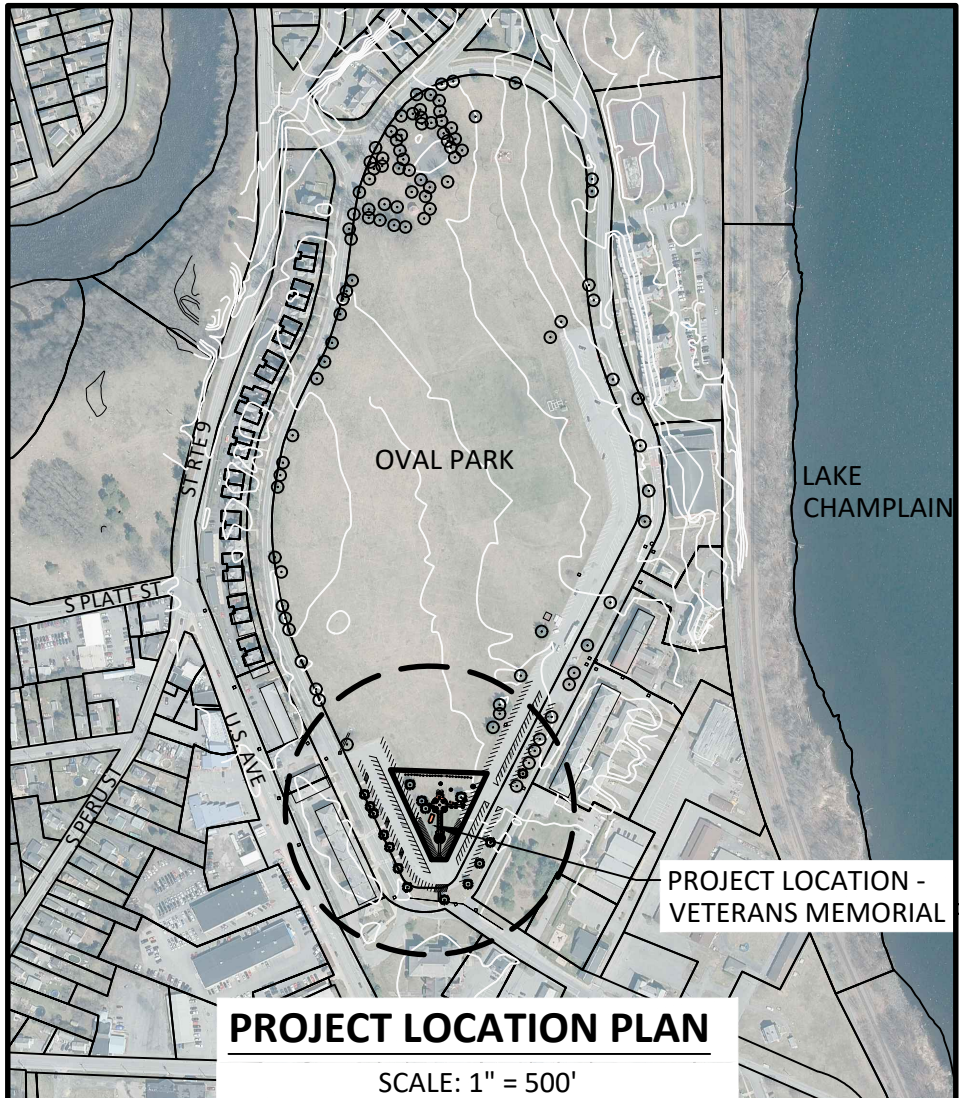 ST RTE 9
OVAL PARK
LAKE
CHAMPLAIN
S PLATT ST
U.S. AVE
S PERU ST
PROJECT LOCATION -
VETERANS MEMORIAL
PROJECT LOCATION PLAN
SCALE: 1" = 500'